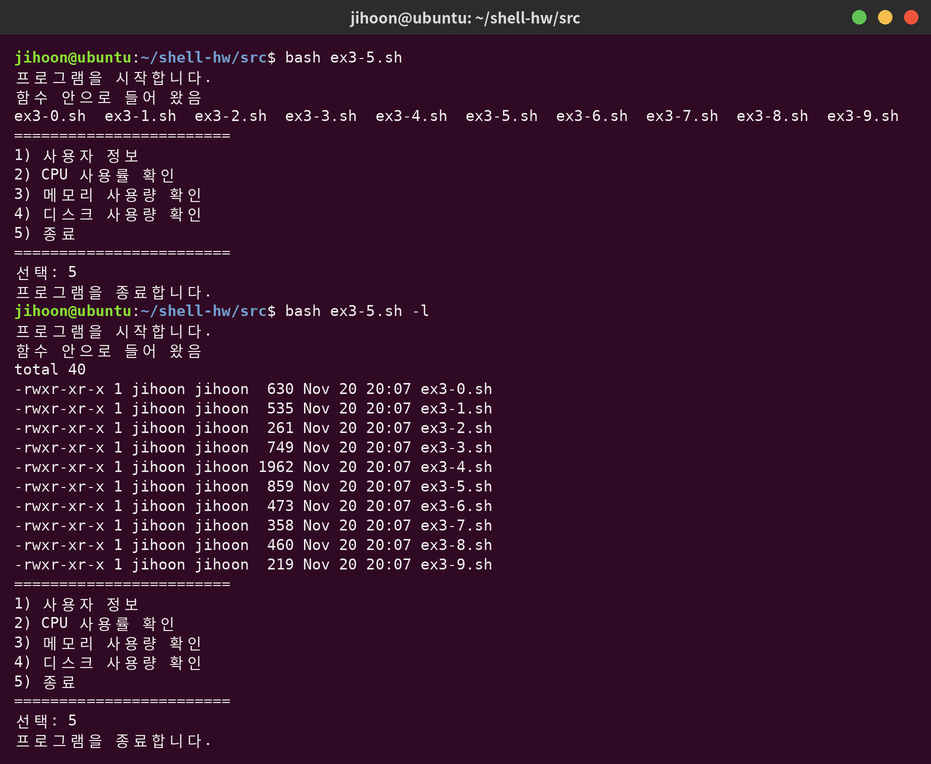 jihoon@ubuntu: ~/shell-hw/src
jihoon@ubuntu:~/shell-hw/src$ bash ex3-5.sh
프로그램을 시작합니다.
함수 안으로 들어 왔음
ex3-0.sh  ex3-1.sh  ex3-2.sh  ex3-3.sh  ex3-4.sh  ex3-5.sh  ex3-6.sh  ex3-7.sh  ex3-8.sh  ex3-9.sh
========================
1) 사용자 정보
2) CPU 사용률 확인
3) 메모리 사용량 확인
4) 디스크 사용량 확인
5) 종료
========================
선택: 5
프로그램을 종료합니다.
jihoon@ubuntu:~/shell-hw/src$ bash ex3-5.sh -l
프로그램을 시작합니다.
함수 안으로 들어 왔음
total 40
-rwxr-xr-x 1 jihoon jihoon  630 Nov 20 20:07 ex3-0.sh
-rwxr-xr-x 1 jihoon jihoon  535 Nov 20 20:07 ex3-1.sh
-rwxr-xr-x 1 jihoon jihoon  261 Nov 20 20:07 ex3-2.sh
-rwxr-xr-x 1 jihoon jihoon  749 Nov 20 20:07 ex3-3.sh
-rwxr-xr-x 1 jihoon jihoon 1962 Nov 20 20:07 ex3-4.sh
-rwxr-xr-x 1 jihoon jihoon  859 Nov 20 20:07 ex3-5.sh
-rwxr-xr-x 1 jihoon jihoon  473 Nov 20 20:07 ex3-6.sh
-rwxr-xr-x 1 jihoon jihoon  358 Nov 20 20:07 ex3-7.sh
-rwxr-xr-x 1 jihoon jihoon  460 Nov 20 20:07 ex3-8.sh
-rwxr-xr-x 1 jihoon jihoon  219 Nov 20 20:07 ex3-9.sh
========================
1) 사용자 정보
2) CPU 사용률 확인
3) 메모리 사용량 확인
4) 디스크 사용량 확인
5) 종료
========================
선택: 5
프로그램을 종료합니다.